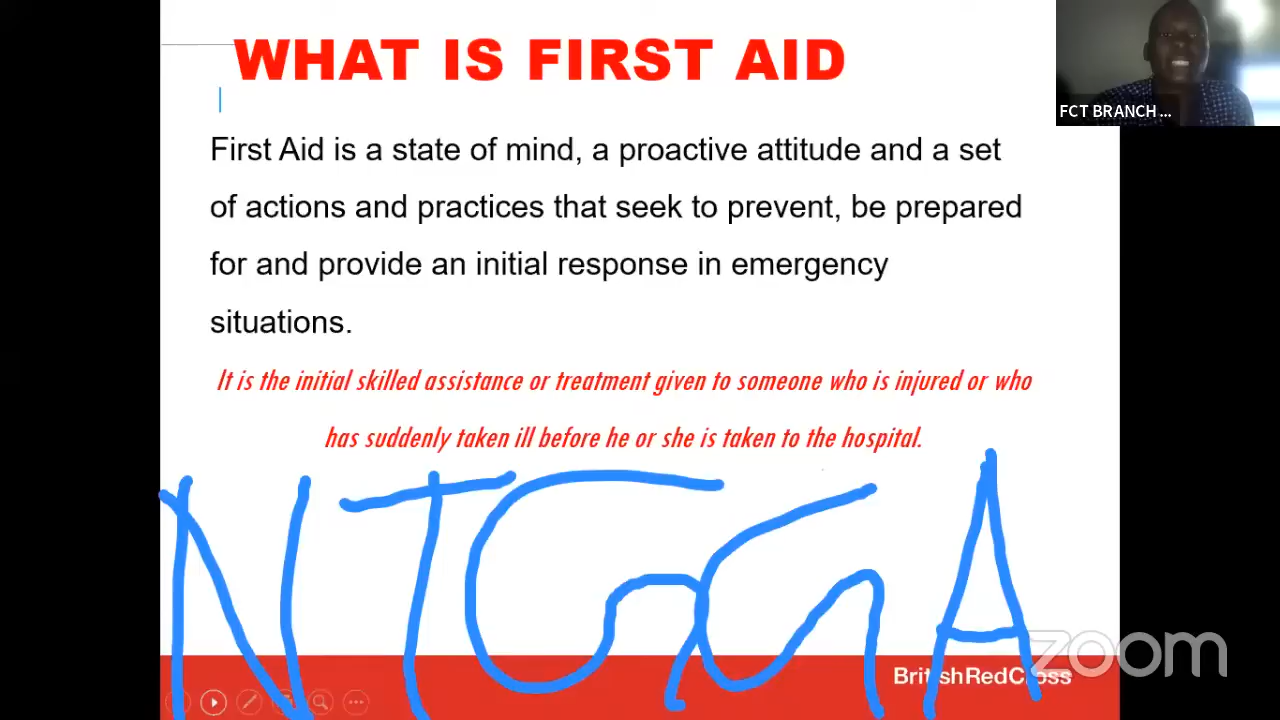 WHAT IS FIRST AID
FCT BRANCH ...
First Aid is a state of mind, a proactive attitude and a set
of actions and practices that seek to prevent, be prepared
for and provide an initial response in emergency
situations.
It is the initial skilled assistance or treatment given to someone who is injured or who
has suddenly taken ill before he or she is taken to the hospital.
NTGGA
zoom
BritishRedCross